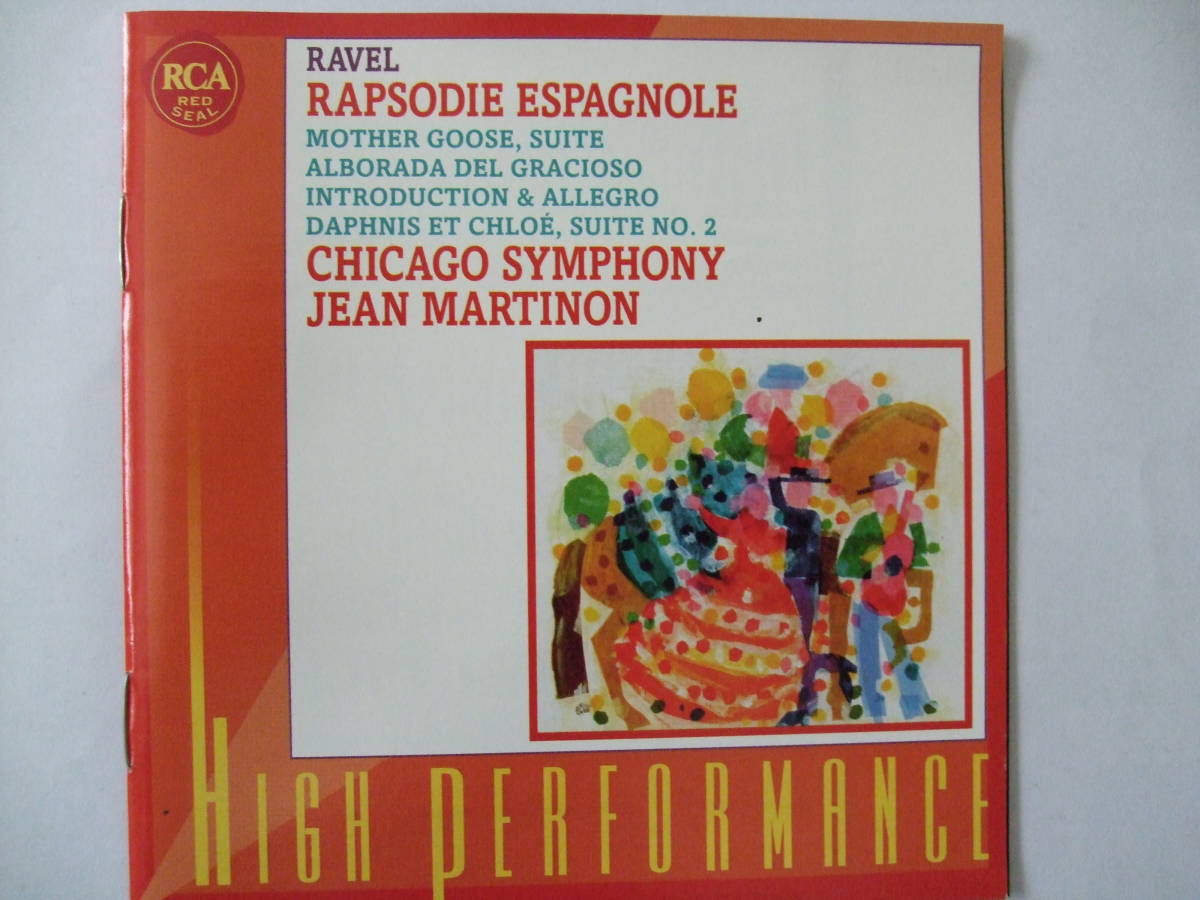 RCA
RED
SEAL
RAVEL
RAPSODIE ESPAGNOLE
MOTHER GOOSE, SUITE
ALBORADA DEL GRACIOSO
INTRODUCTION & ALLEGRO
DAPHNIS ET CHLOÉ, SUITE NO. 2
CHICAGO SYMPHONY
JEAN MARTINON
HIGH PERFORMANCE